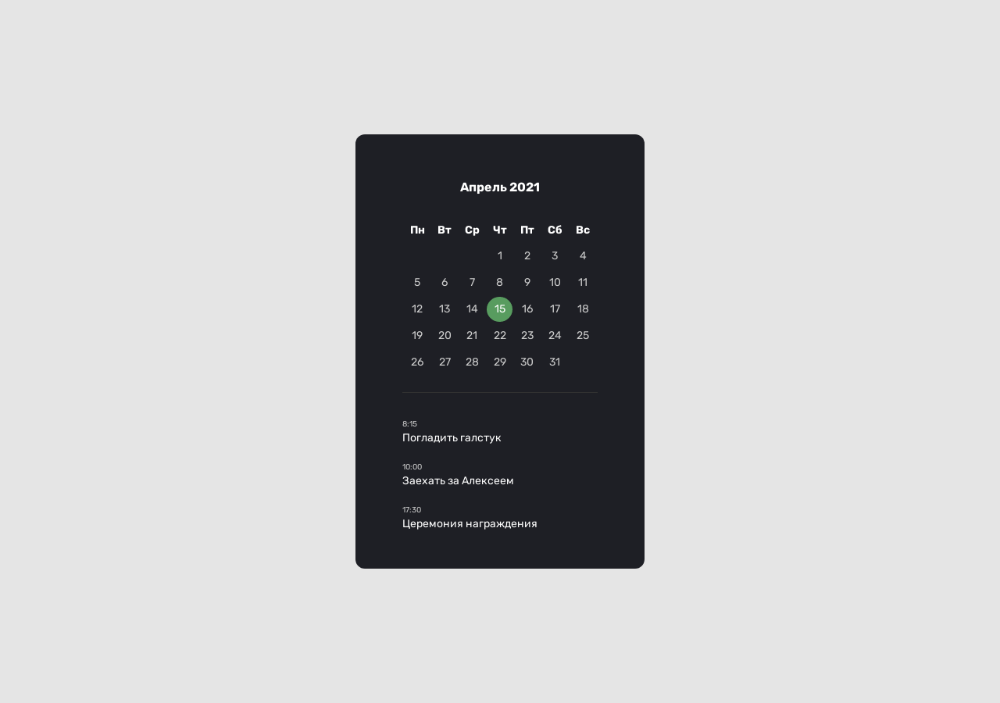 Апрель 2021
Пн Вт Ср Чт Пт Сб Вс
1 2 3 4
5 6 7 8 9 10 11
12 13 14 15 16 17 18
19 20 21 22 23 24 25
26 27 28 29 30 31
8:15
Погладить галстук
10:00
Заехать за Алексеем
17:30
Церемония награждения